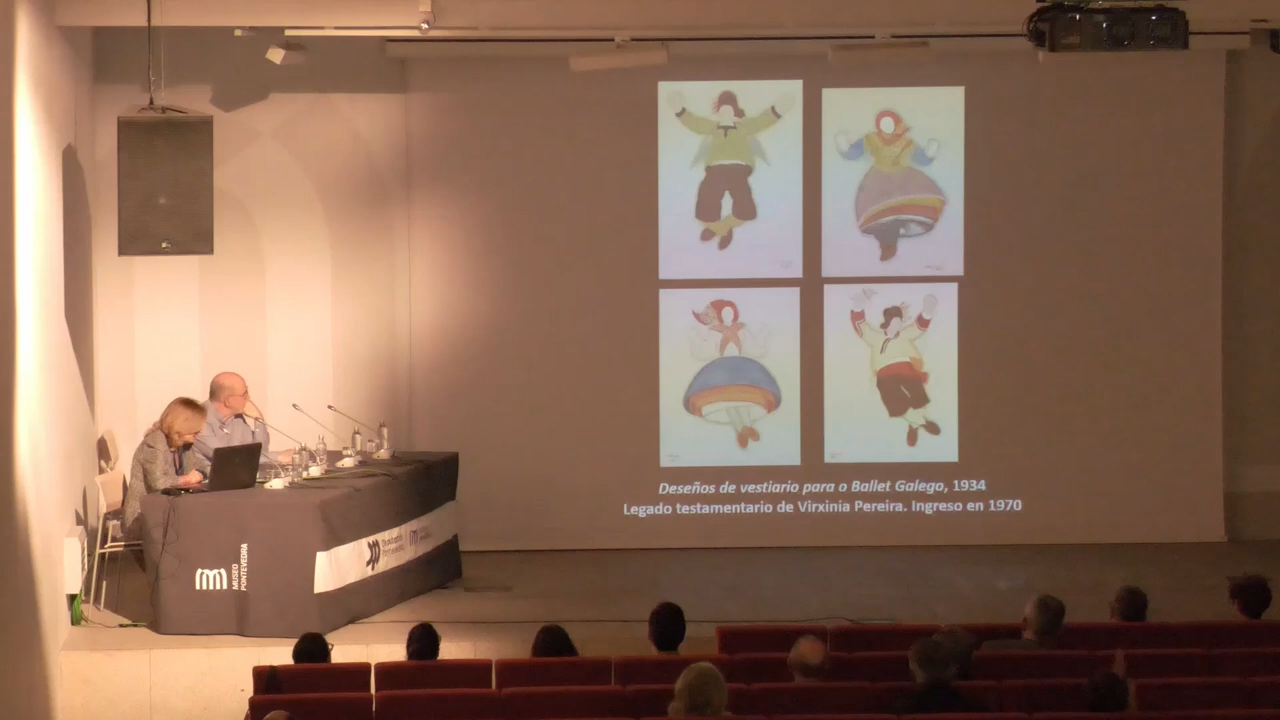 Deseños de vestiario para o Ballet Galego, 1934
Legado testamentario de Virxinia Pereira. Ingreso en 1970
MUSEO
PONTEVEDRA